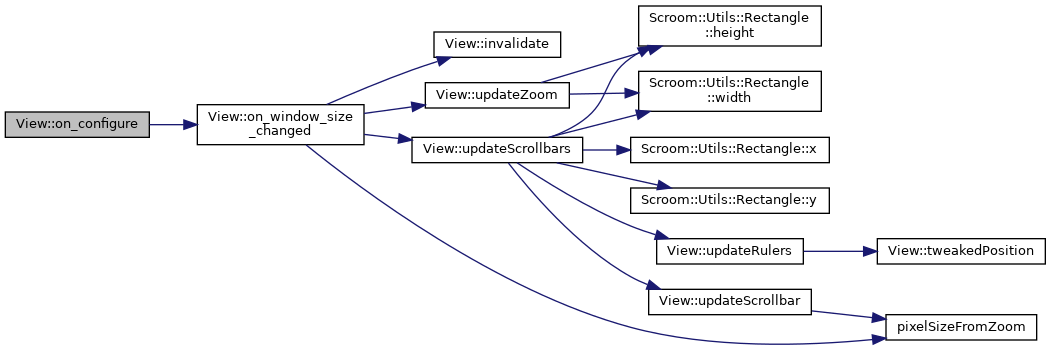 View::on_configure
View::on_window_size
_changed
View::invalidate
View::updateZoom
View::updateScrollbars
Scroom::Utils::Rectangle
::height
Scroom::Utils::Rectangle
::width
Scroom::Utils::Rectangle::x
Scroom::Utils::Rectangle::y
View::updateRulers
View::updateScrollbar
View::tweakedPosition
pixelSizeFromZoom